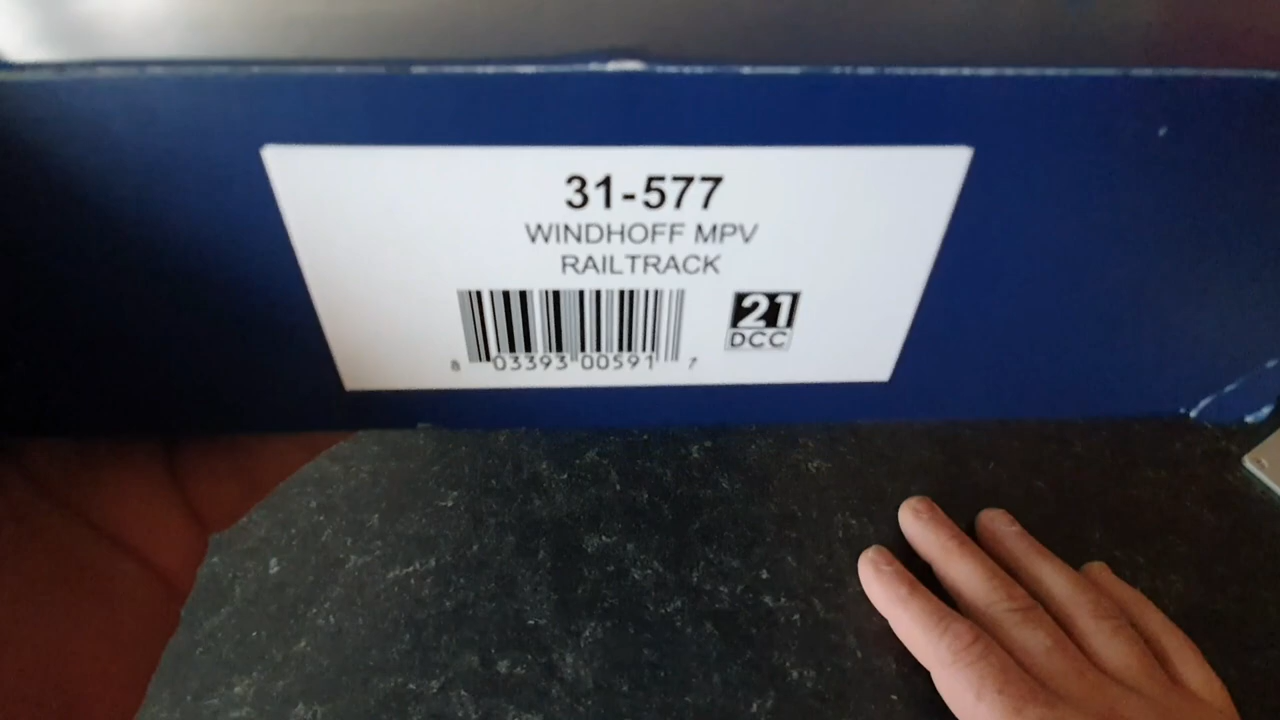 31-577
WINDHOFF MPV
RAILTRACK
21
DCC
8 03393 00591 7